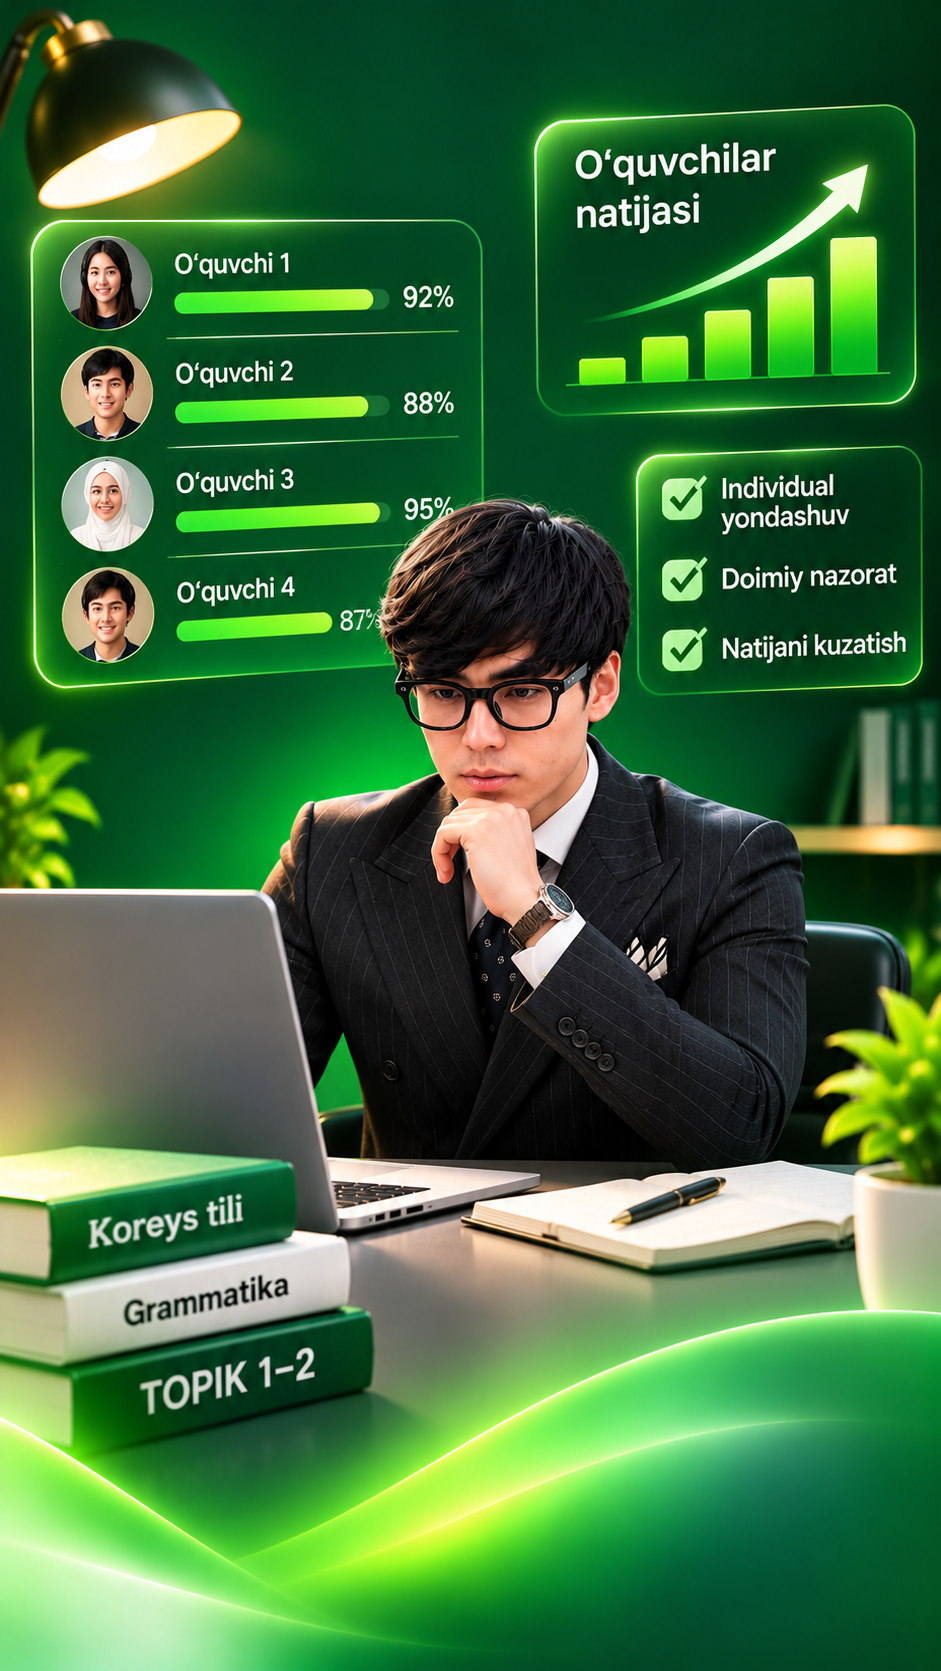 O‘quvchilar
natijasi
O‘quvchi 1
92%
O‘quvchi 2
88%
O‘quvchi 3
95%
O‘quvchi 4
87%
Individual
yondashuv
Doimiy nazorat
Natijani kuzatish
Koreys tili
Grammatika
TOPIK 1–2